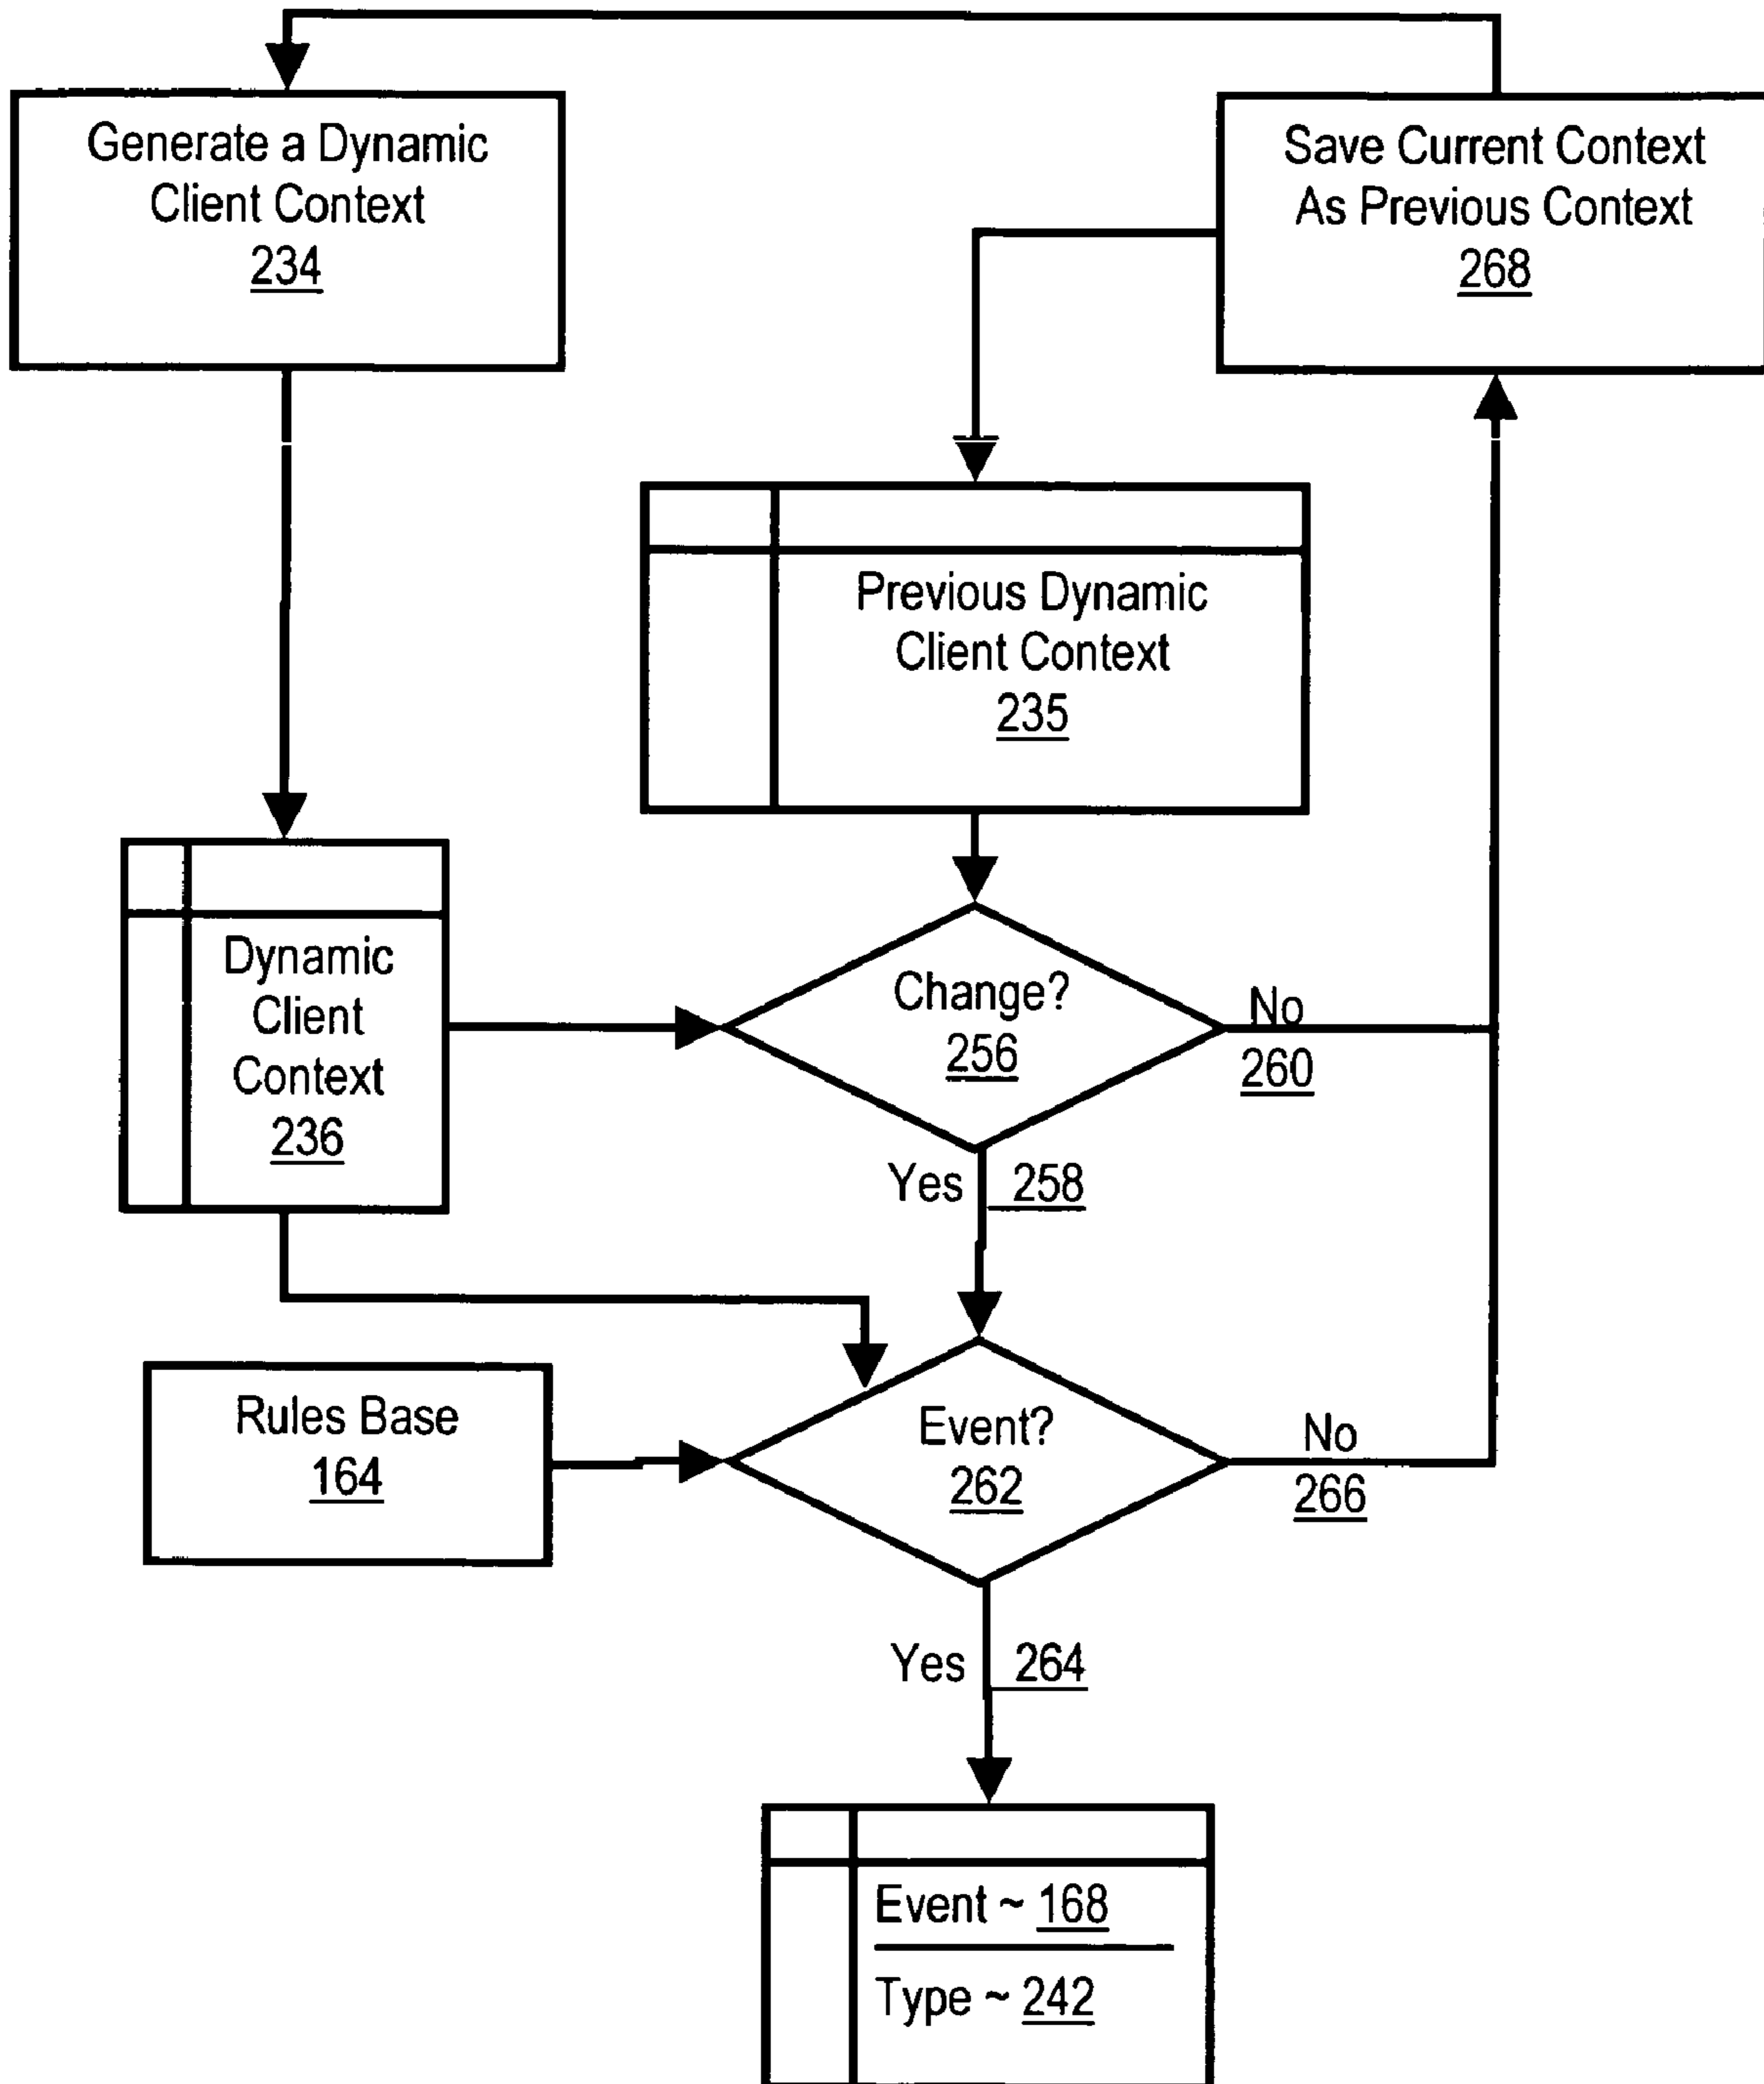 Generate a Dynamic
Client Context
234
Save Current Context
As Previous Context
268
Previous Dynamic
Client Context
235
Dynamic
Client
Context
236
Change?
256
No
260
Yes 258
Rules Base
164
Event?
262
No
266
Yes 264
Event ~ 168
Type ~ 242